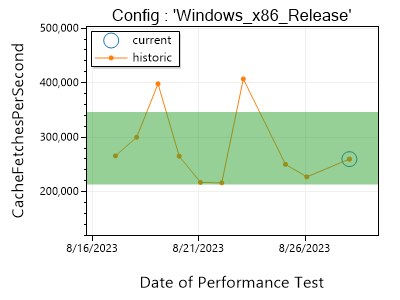 Config : 'Windows_x86_Release'
CacheFetchesPerSecond
500,000
400,000
300,000
200,000
current
historic
8/16/2023 8/21/2023 8/26/2023
Date of Performance Test